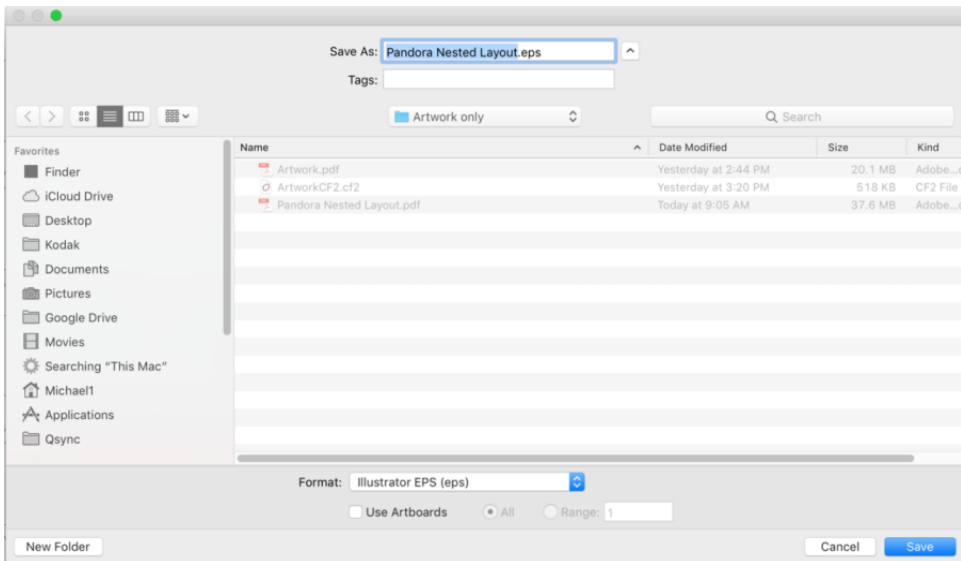 Save As: Pandora Nested Layout.eps
Tags:
Artwork only
Search
Favorites
Finder
iCloud Drive
Desktop
Kodak
Documents
Pictures
Google Drive
Movies
Searching "This Mac"
Michael1
Applications
Qsync
Name Date Modified Size Kind
Artwork.pdf Yesterday at 2:44 PM 20.1 MB Adobe...
ArtworkCF2.cf2 Yesterday at 3:20 PM 518 KB CF2 File
Pandora Nested Layout.pdf Today at 9:05 AM 37.6 MB Adobe...
Format: Illustrator EPS (eps)
Use Artboards All Range: 1
New Folder Cancel Save